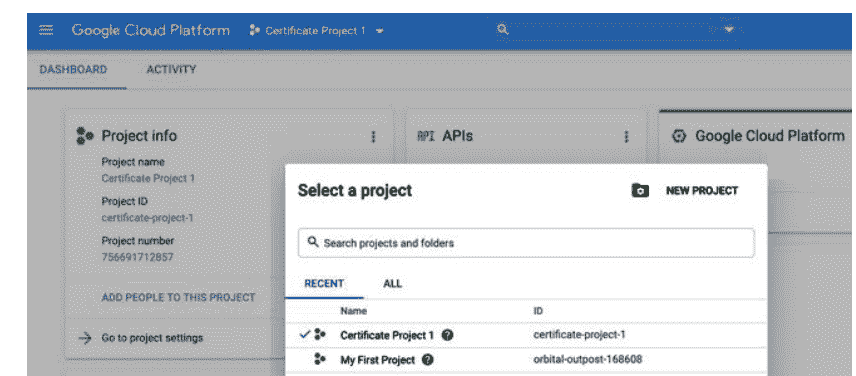 Google Cloud Platform Certificate Project 1
DASHBOARD ACTIVITY
Project info
Project name
Certificate Project 1
Project ID
certificate-project-1
Project number
756691712857
ADD PEOPLE TO THIS PROJECT
Go to project settings
API APIs
Google Cloud Platform
Select a project
NEW PROJECT
Search projects and folders
RECENT ALL
Name ID
Certificate Project 1 certificate-project-1
My First Project orbital-outpost-168608